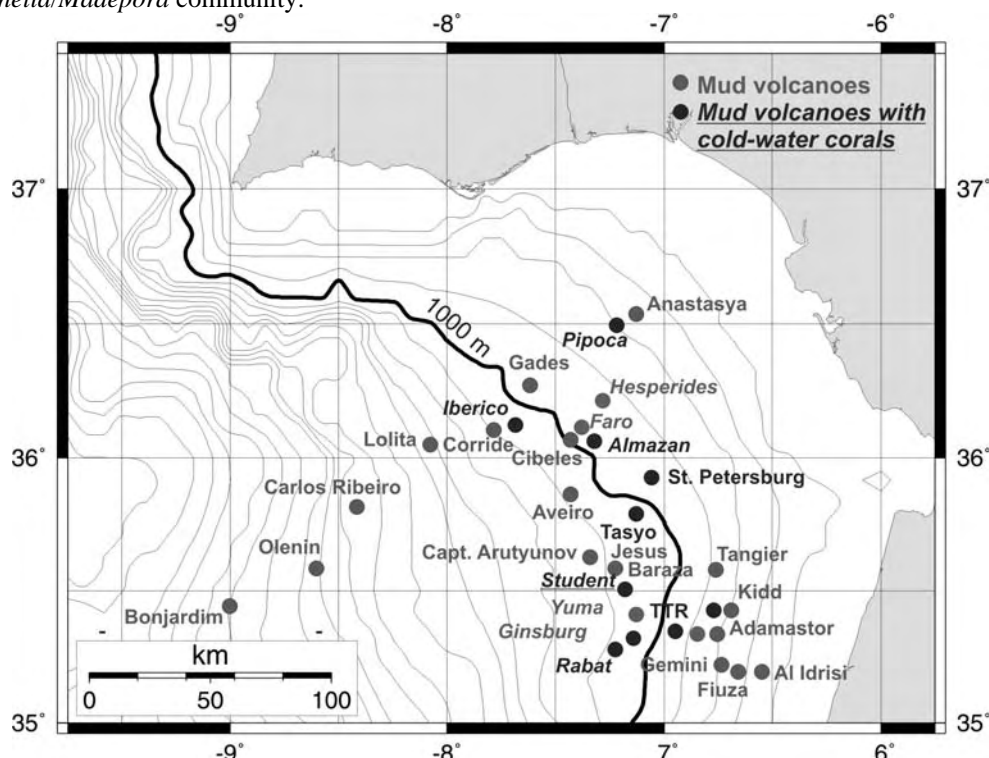 /Madepora community.
-9° -8° -7° -6°
Mud volcanoes
Mud volcanoes with
cold-water corals
37° 37°
1000 m
Anastasya
Pipoca
Gades
Hesperides
Iberico
Faro
Lolita Corride Almazan
Cibeles
36° 36°
St. Petersburg
Carlos Ribeiro
Aveiro
Tasyo
Capt. Arutyunov Jesus Tangier
Olenin Baraza
Student Kidd
Yuma TTR
Bonjardim
Ginsburg Adamastor
Rabat Gemini Al Idrisi
Fiuza
km
0 50 100
35° 35°
-9° -8° -7° -6°